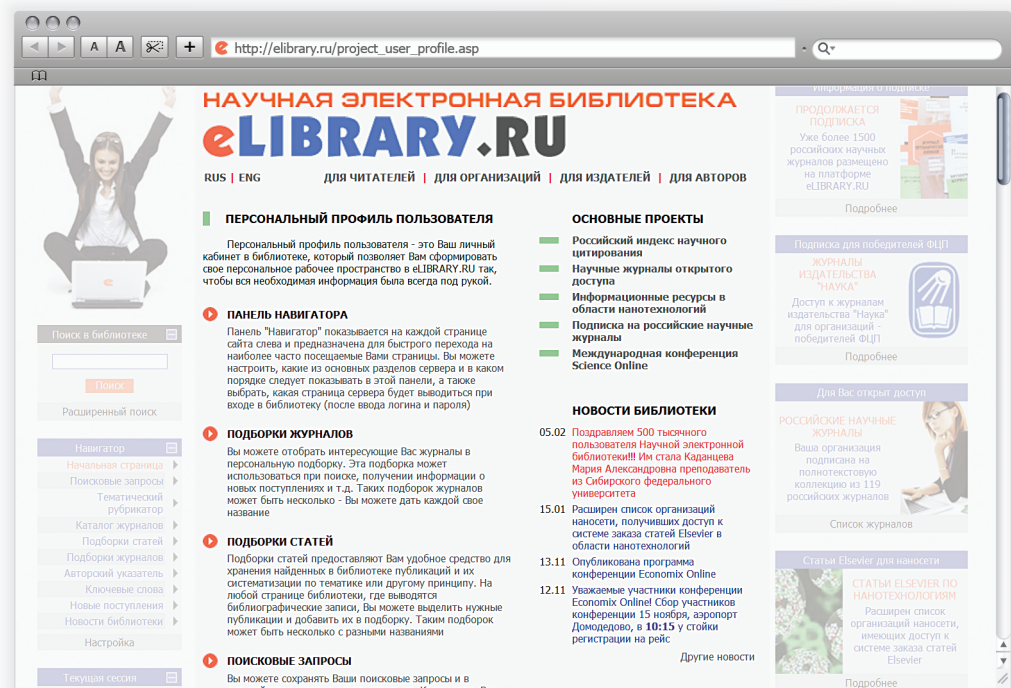 A A
+
e http://elibrary.ru/project_user_profile.asp
НАУЧНАЯ ЭЛЕКТРОННАЯ БИБЛИОТЕКА
eLIBRARY.RU
RUS | ENG
ДЛЯ ЧИТАТЕЛЕЙ | ДЛЯ ОРГАНИЗАЦИЙ | ДЛЯ ИЗДАТЕЛЕЙ | ДЛЯ АВТОРОВ
Поиск в библиотеке
Поиск
Расширенный поиск
Навигатор
Начальная страница
Поисковые запросы
Тематический
рубрикатор
Каталог журналов
Подборки статей
Подборки журналов
Авторский указатель
Ключевые слова
Новые поступления
Новости библиотеки
Настройка
Текущая сессия
ПЕРСОНАЛЬНЫЙ ПРОФИЛЬ ПОЛЬЗОВАТЕЛЯ
Персональный профиль пользователя - это Ваш личный
кабинет в библиотеке, который позволяет Вам сформировать
свое персональное рабочее пространство в eLIBRARY.RU так,
чтобы вся необходимая информация была всегда под рукой.
ПАНЕЛЬ НАВИГАТОРА
Панель "Навигатор" показывается на каждой странице
сайта слева и предназначена для быстрого перехода на
наиболее часто посещаемые Вами страницы. Вы можете
настроить, какие из основных разделов сервера и в каком
порядке следует показывать в этой панели, а также
выбрать, какая страница сервера будет выводиться при
входе в библиотеку (после ввода логина и пароля)
ПОДБОРКИ ЖУРНАЛОВ
Вы можете отобрать интересующие Вас журналы в
персональную подборку. Эта подборка может
использоваться при поиске, получении информации о
новых поступлениях и т.д. Таких подборок журналов
может быть несколько - Вы можете дать каждой свое
название
ПОДБОРКИ СТАТЕЙ
Подборки статей предоставляют Вам удобное средство для
хранения найденных в библиотеке публикаций и их
систематизации по тематике или другому принципу. На
любой странице библиотеки, где выводятся
библиографические записи, Вы можете выделить нужные
публикации и добавить их в подборку. Таким подборок
может быть несколько с разными названиями
ПОИСКОВЫЕ ЗАПРОСЫ
Вы можете сохранять Ваши поисковые запросы и в
ОСНОВНЫЕ ПРОЕКТЫ
Российский индекс научного
цитирования
Научные журналы открытого
доступа
Информационные ресурсы в
области нанотехнологий
Подписка на российские научные
журналы
Международная конференция
Science Online
НОВОСТИ БИБЛИОТЕКИ
05.02 Поздравляем 500 тысячного
пользователя Научной электронной
библиотеки!!! Им стала Каданцева
Мария Александровна преподаватель
из Сибирского федерального
университета
15.01 Расширен список организаций
наносети, получивших доступ к
системе заказа статей Elsevier в
области нанотехнологий
13.11 Опубликована программа
конференции Economix Online
12.11 Уважаемые участники конференции
Economix Online! Сбор участников
конференции 15 ноября, аэропорт
Домодедово, в 10:15 у стойки
регистрации на рейс
Другие новости
Информация о подписке
ПРОДОЛЖАЕТСЯ
ПОДПИСКА
Уже более 1500
российских научных
журналов размещено
на платформе
eLIBRARY.RU
Подробнее
Подписка для победителей ФЦП
ЖУРНАЛЫ
ИЗДАТЕЛЬСТВА
"НАУКА"
Доступ к журналам
издательства "Наука"
для организаций -
победителей ФЦП
Подробнее
Для Вас открыт доступ
РОССИЙСКИЕ НАУЧНЫЕ
ЖУРНАЛЫ
Ваша организация
подписана на
полнотекстовую
коллекцию из 119
российских журналов
Список журналов
Статьи Elsevier для наносети
СТАТЬИ ELSEVIER ПО
НАНОТЕХНОЛОГИЯМ
Расширен список
организаций наносети,
имеющих доступ к
системе заказа статей
Elsevier
Подробнее